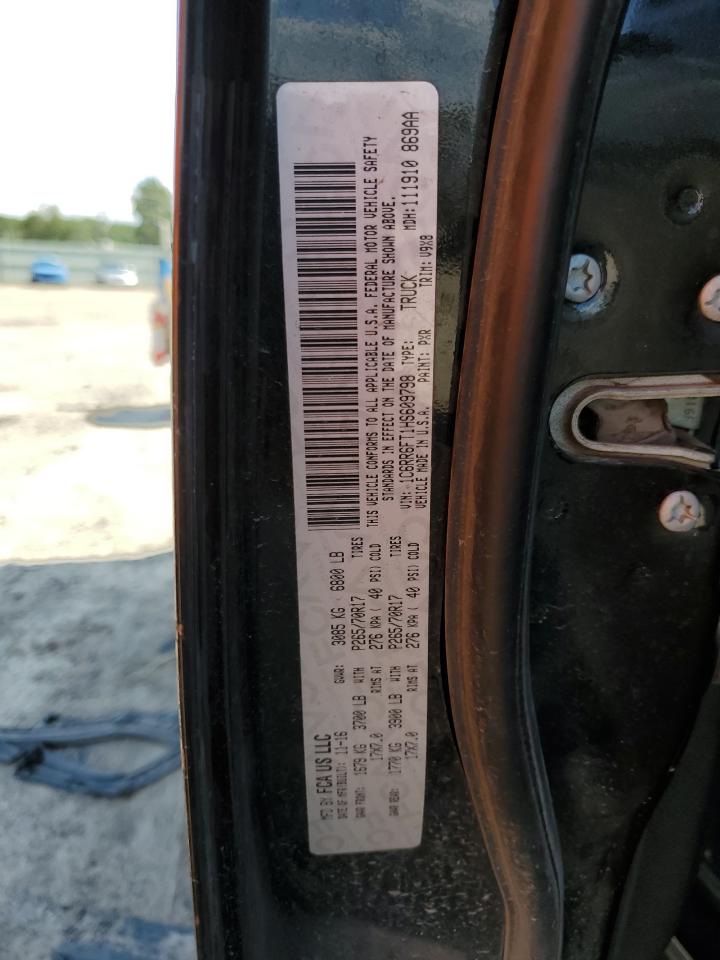 MFD BY FCA US LLC
DATE OF MFR(BUILT): 11-16 GVWR: 3085 KG 6800 LB
GAWR FRONT: 1679 KG 3700 LB WITH P265/70R17 TIRES
17X7.0 RIMS AT 276 KPA ( 40 PSI) COLD
GAWR REAR: 1770 KG 3900 LB WITH P265/70R17 TIRES
17X7.0 RIMS AT 276 KPA ( 40 PSI) COLD
THIS VEHICLE CONFORMS TO ALL APPLICABLE U.S.A. FEDERAL MOTOR VEHICLE SAFETY
STANDARDS IN EFFECT ON THE DATE OF MANUFACTURE SHOWN ABOVE.
VIN: 1C6RR6FT1HS609798 TYPE: TRUCK MDH: 111910 869AA
VEHICLE MADE IN U.S.A. PAINT: PXR TRIM: V9X8